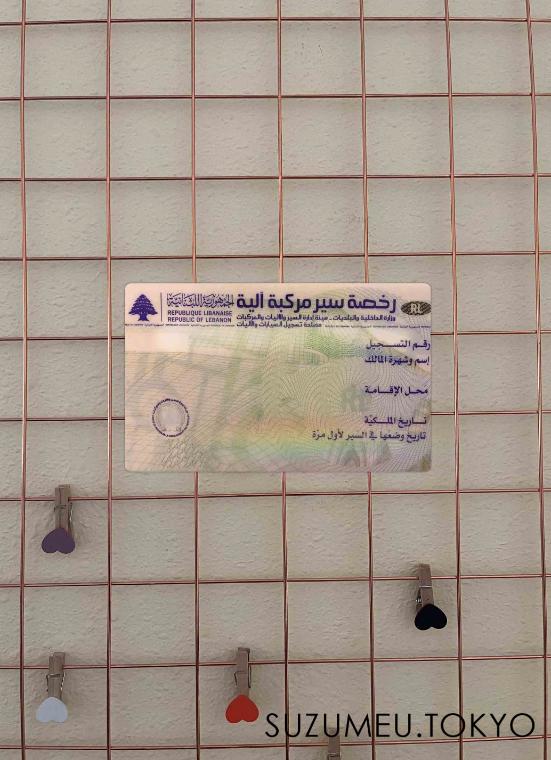 رخصة سير مركبة آلية
RL
الجمهورية اللبنانية
REPUBLIQUE LIBANAISE
REPUBLIC OF LEBANON
وزارة الداخلية والبلديات - هيئة إدارة السير والآليات والمركبات
مصلحة تسجيل السيارات والآليات
رقم التسجيل
إسم وشهرة المالك
محل الإقامة
تاريخ الملكية
تاريخ وضعها في السير لأول مرّة
SUZUMEU.TOKYO